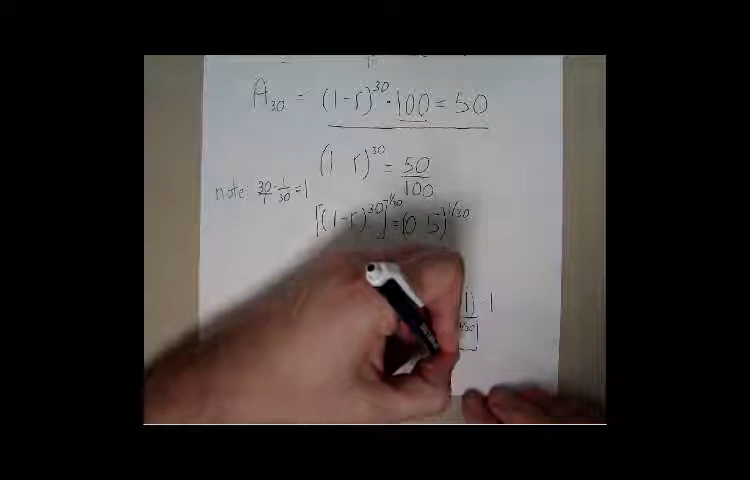 A₃₀ = (1-r)³⁰ · 100 = 50
(1 r)³⁰ = 50/100
note: 30/1 · 1/30 = 1
[(1-r)³⁰]^1/30 = (0.5)^1/30